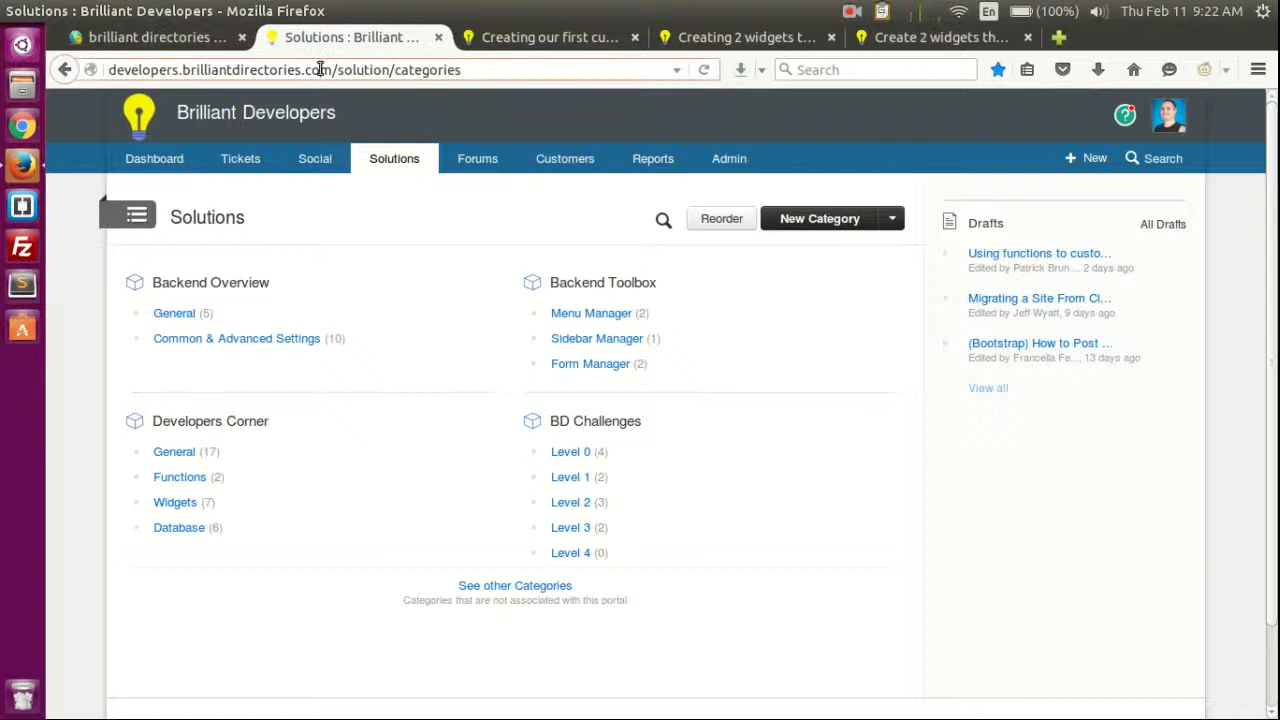 Solutions : Brilliant Developers - Mozilla Firefox
En (100%) Thu Feb 11 9:22 AM
brilliant directories ... Solutions : Brilliant ... Creating our first cu... Creating 2 widgets t... Create 2 widgets th...
developers.brilliantdirectories.com/solution/categories Search
Brilliant Developers
Dashboard Tickets Social Solutions Forums Customers Reports Admin New Search
Solutions Reorder New Category
Drafts All Drafts
Using functions to custo...
Edited by Patrick Brun..., 2 days ago
Migrating a Site From Cl...
Edited by Jeff Wyatt, 9 days ago
(Bootstrap) How to Post ...
Edited by Francella Fe..., 13 days ago
View all
Backend Overview
General (5)
Common & Advanced Settings (10)
Backend Toolbox
Menu Manager (2)
Sidebar Manager (1)
Form Manager (2)
Developers Corner
General (17)
Functions (2)
Widgets (7)
Database (6)
BD Challenges
Level 0 (4)
Level 1 (2)
Level 2 (3)
Level 3 (2)
Level 4 (0)
See other Categories
Categories that are not associated with this portal